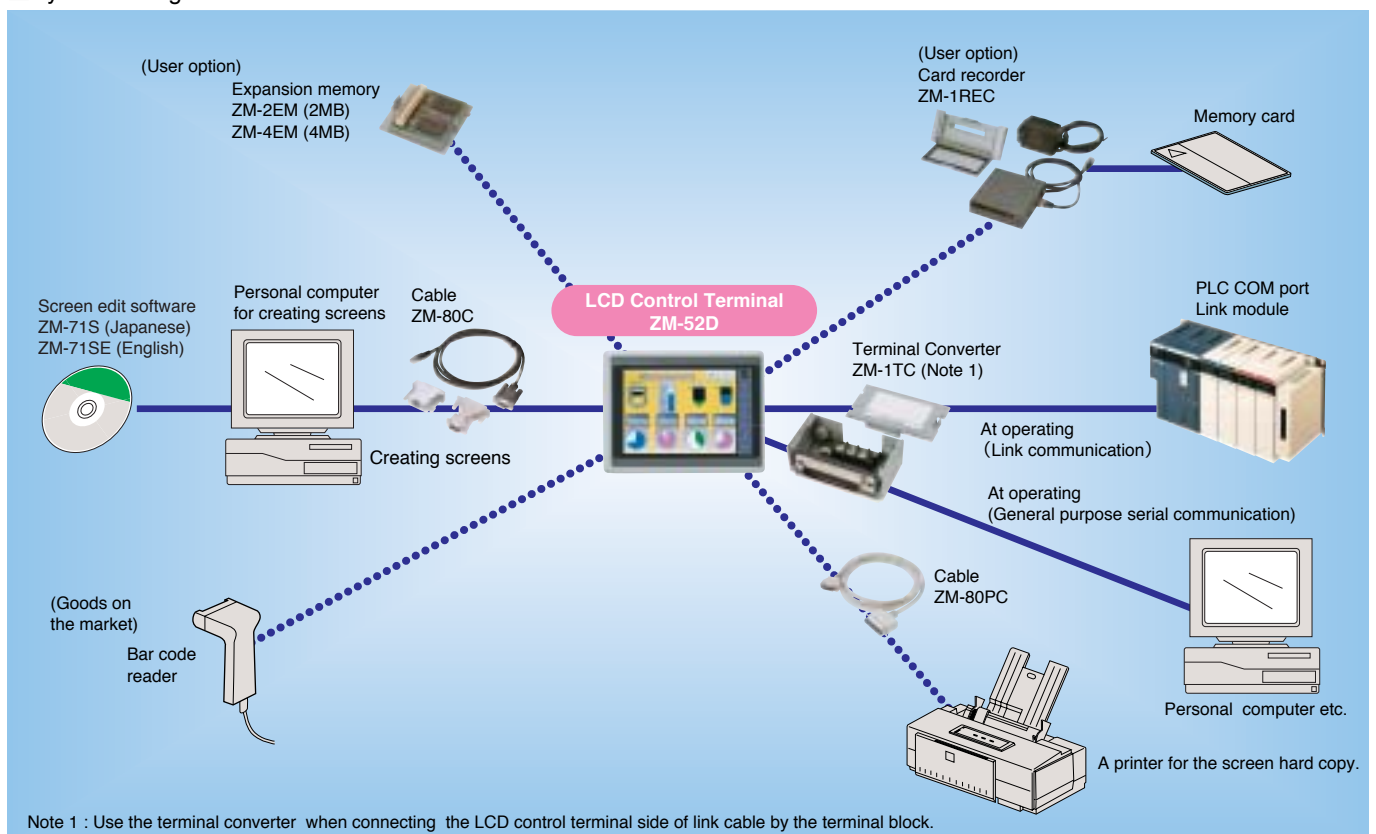 (User option)
Expansion memory
ZM-2EM (2MB)
ZM-4EM (4MB)
(User option)
Card recorder
ZM-1REC
Memory card
LCD Control Terminal
ZM-52D
Screen edit software
ZM-71S (Japanese)
ZM-71SE (English)
Personal computer
for creating screens
Cable
ZM-80C
Creating screens
Terminal Converter
ZM-1TC (Note 1)
PLC COM port
Link module
At operating
(Link communication)
At operating
(General purpose serial communication)
(Goods on
the market)
Bar code
reader
Cable
ZM-80PC
Personal computer etc.
A printer for the screen hard copy.
Note 1 : Use the terminal converter when connecting the LCD control terminal side of link cable by the terminal block.